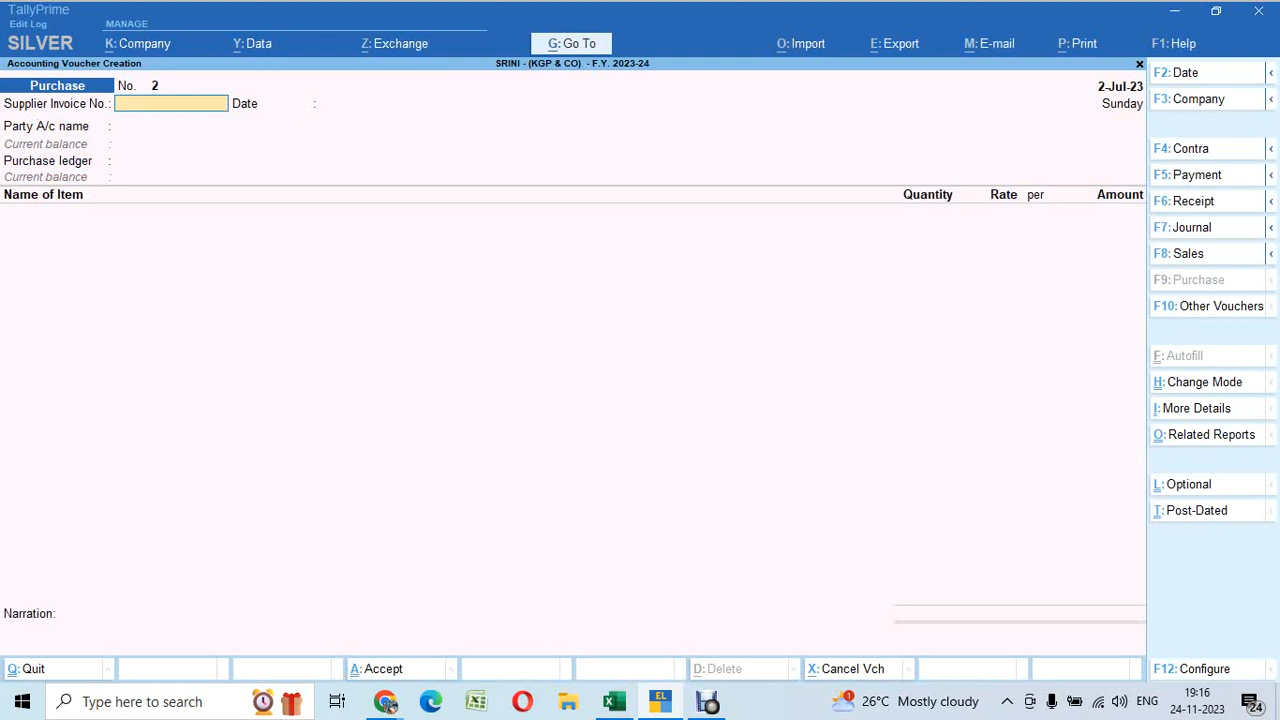 TallyPrime
Edit Log
SILVER
MANAGE
K: Company
Y: Data
Z: Exchange
G: Go To
O: Import
E: Export
M: E-mail
P: Print
F1: Help
Accounting Voucher Creation
SRINI - (KGP & CO) - F.Y. 2023-24
Purchase No. 2
2-Jul-23
Supplier Invoice No.: Date :
Sunday
Party A/c name :
Current balance :
Purchase ledger :
Current balance :
Name of Item Quantity Rate per Amount
Narration:
F2: Date
F3: Company
F4: Contra
F5: Payment
F6: Receipt
F7: Journal
F8: Sales
F9: Purchase
F10: Other Vouchers
F: Autofill
H: Change Mode
I: More Details
O: Related Reports
L: Optional
T: Post-Dated
Q: Quit
A: Accept
D: Delete
X: Cancel Vch
F12: Configure
Type here to search
EL
1
26°C Mostly cloudy
ENG
19:16
24-11-2023
24